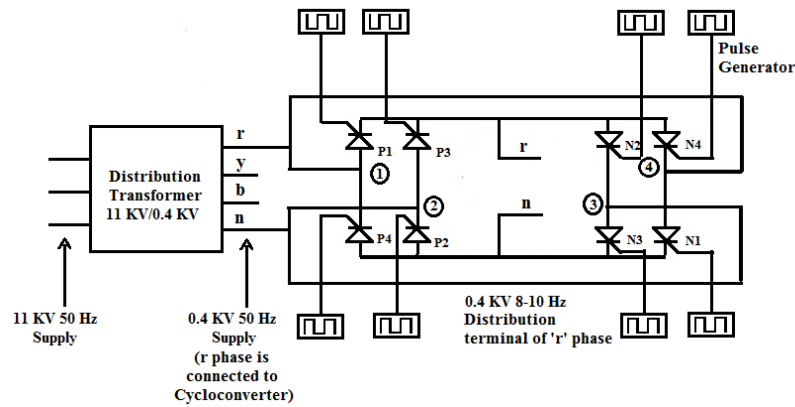 Pulse
Generator
r
y
b
n
Distribution
Transformer
11 KV/0.4 KV
P1
P3
1
2
P4
P2
r
n
N2
N4
4
3
N3
N1
11 KV 50 Hz
Supply
0.4 KV 50 Hz
Supply
(r phase is
connected to
Cycloconverter)
0.4 KV 8-10 Hz
Distribution
terminal of 'r' phase